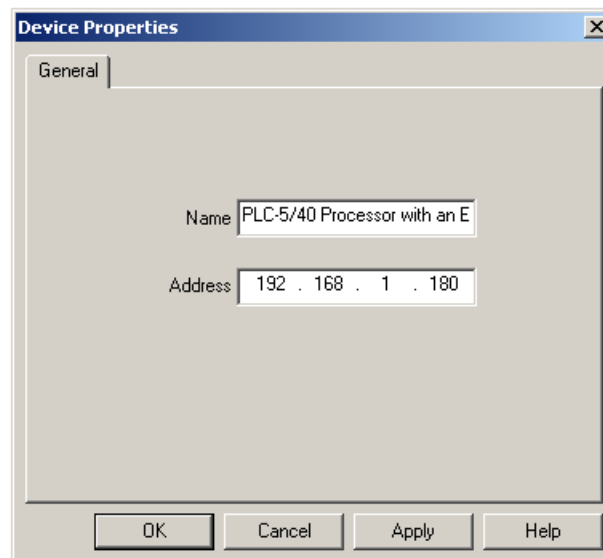 Device Properties
General
Name PLC-5/40 Processor with an E
Address 192 . 168 . 1 . 180
OK Cancel Apply Help